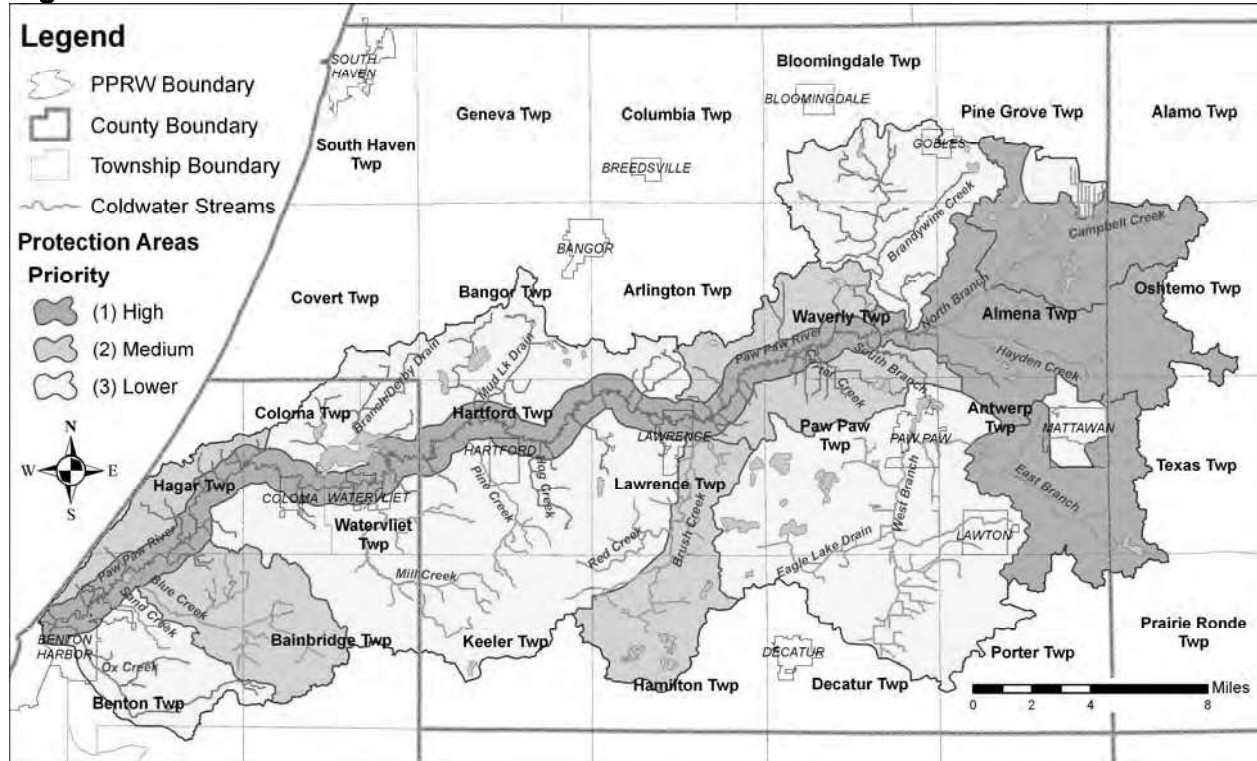 Legend
PPRW Boundary
County Boundary
Township Boundary
Coldwater Streams
Protection Areas
Priority
(1) High
(2) Medium
(3) Lower
N
W E
S
SOUTH
HAVEN
South Haven
Twp
Geneva Twp
Columbia Twp
BREEDSVILLE
Bloomingdale Twp
BLOOMINGDALE
Pine Grove Twp
GOBLES
Alamo Twp
Brandywine Creek
Campbell Creek
BANGOR
Covert Twp
Bangor Twp
Arlington Twp
Waverly Twp
Paw Paw River
North Branch
Almena Twp
Oshtemo Twp
Hayden Creek
South Branch
Carter Creek
Branch Derby Drain
Mud Lk Drain
Coloma Twp
Hartford Twp
HARTFORD
LAWRENCE
Paw Paw
Twp
PAW PAW
Antwerp
Twp
MATTAWAN
Texas Twp
Hagar Twp
COLOMA
WATERVLIET
Watervliet
Twp
Pine Creek
Hog Creek
Lawrence Twp
Brush Creek
Red Creek
West Branch
East Branch
LAWTON
Eagle Lake Drain
Paw Paw River
Blue Creek
Sand Creek
Mill Creek
BENTON
HARBOR
Ox Creek
Benton Twp
Bainbridge Twp
Keeler Twp
Hamilton Twp
DECATUR
Decatur Twp
Porter Twp
Prairie Ronde
Twp
Miles
0 2 4 8